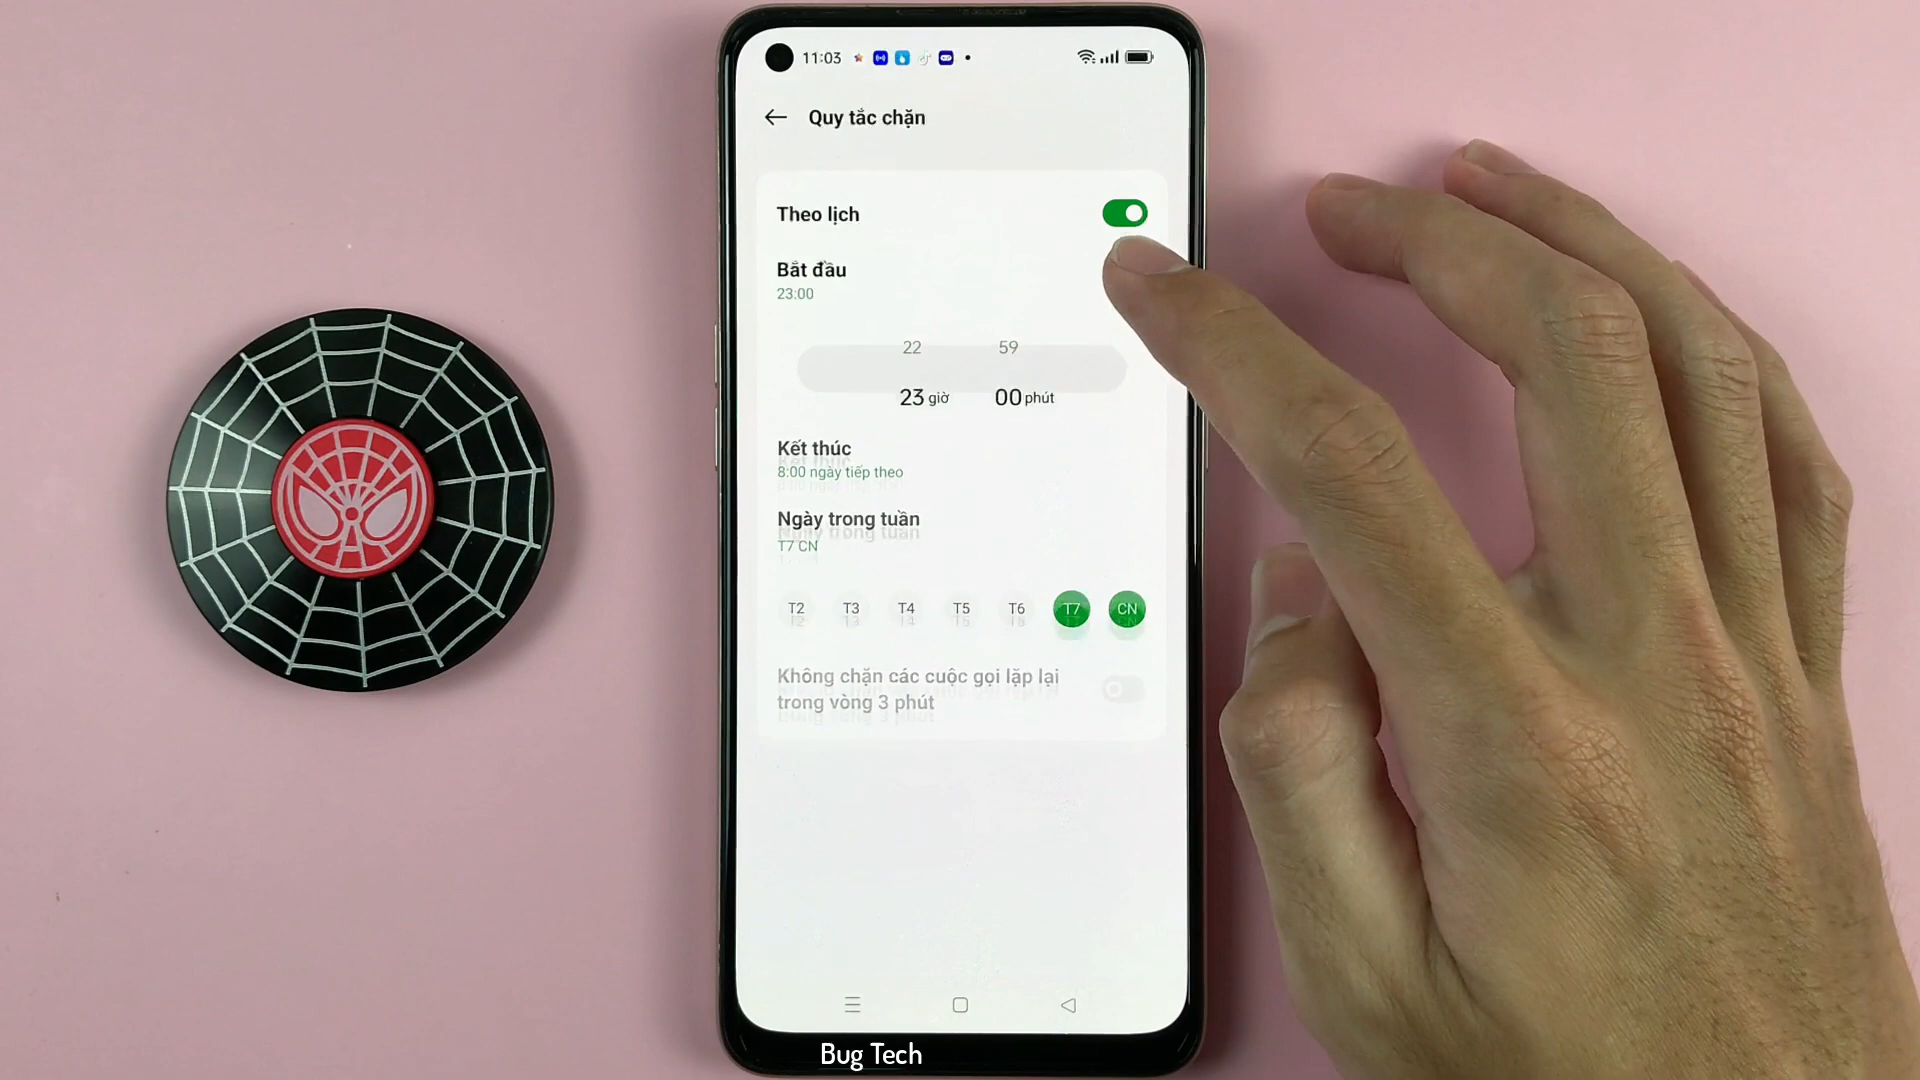 11:03
Quy tắc chặn
Theo lịch
Bắt đầu
23:00
22 59
23 giờ 00 phút
Kết thúc
8:00 ngày tiếp theo
Ngày trong tuần
T7 CN
T2 T3 T4 T5 T6 T7 CN
Không chặn các cuộc gọi lặp lại
trong vòng 3 phút
Bug Tech